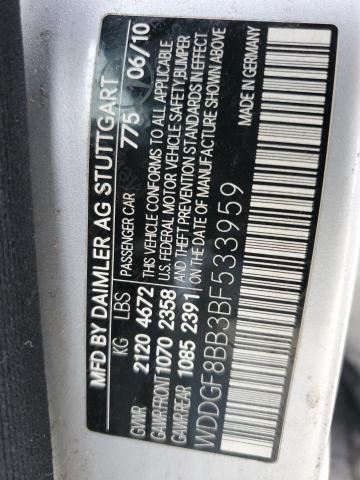 MFD BY DAIMLER AG STUTTGART
PASSENGER CAR 775 06/10
KG LBS
GVWR 2120 4672
GAWR FRONT 1070 2358
GAWR REAR 1085 2391
THIS VEHICLE CONFORMS TO ALL APPLICABLE
U.S. FEDERAL MOTOR VEHICLE SAFETY, BUMPER
AND THEFT PREVENTION STANDARDS IN EFFECT
ON THE DATE OF MANUFACTURE SHOWN ABOVE.
WDDGF8BB3BF533959
MADE IN GERMANY